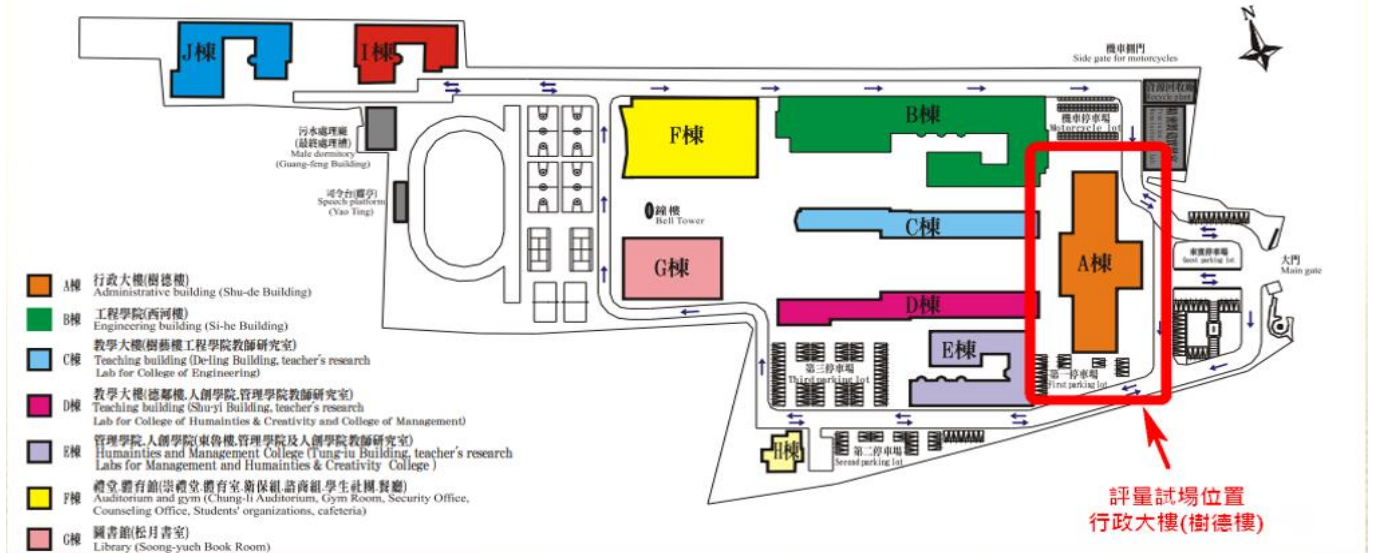 N
J棟
I棟
機車側門
Side gate for motorcycles
B棟
機車停車場
Motorcycle lot
F棟
污水處理廠
(最終處理槽)
Male dormitory
(Guang-feng Building)
司令台(耀亭)
Speech platform
(Yao Ting)
鐘樓
Bell Tower
C棟
G棟
A棟
來賓停車場
Guest parking lot
大門
Main gate
D棟
E棟
第三停車場
Third parking lot
第一停車場
First parking lot
H棟
第二停車場
Second parking lot
A棟 行政大樓(樹德樓)
Administrative building (Shu-de Building)
B棟 工程學院(西河樓)
Engineering building (Si-he Building)
C棟 教學大樓(樹藝樓工程學院教師研究室)
Teaching building (De-ling Building, teacher's research
Lab for College of Engineering)
D棟 教學大樓(德鄰樓.人創學院.管理學院教師研究室)
Teaching building (Shu-yi Building, teacher's research
Lab for College of Humainties & Creativity and College of Management)
E棟 管理學院.人創學院(東魯樓.管理學院及人創學院教師研究室)
Humainties and Management College (Tung-iu Building, teacher's research
Labs for Management and Humainties & Creativity College )
F棟 禮堂.體育館(崇禮堂.體育室.衛保組.諮商組.學生社團.餐廳)
Auditorium and gym (Chung-li Auditorium, Gym Room, Security Office,
Counseling Office, Students' organizations, cafeteria)
G棟 圖書館(松月書室)
Library (Soong-yueh Book Room)
評量試場位置
行政大樓(樹德樓)